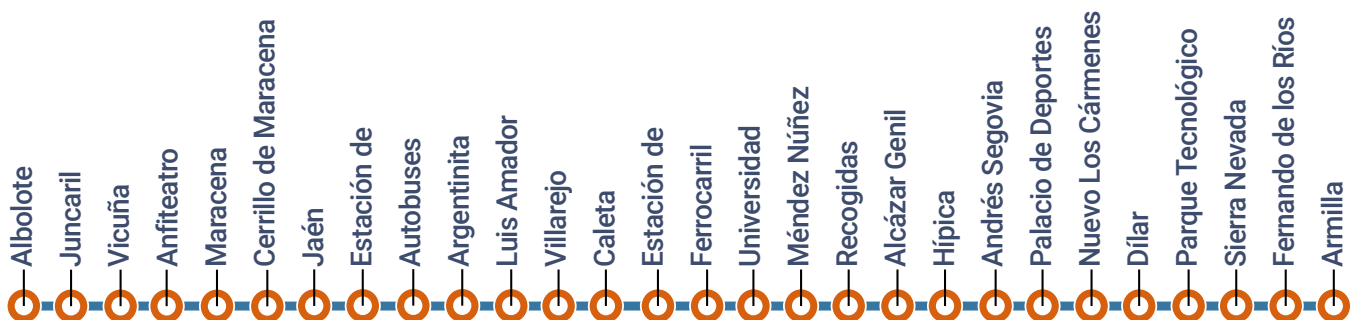 Albolote
Juncaril
Vicuña
Anfiteatro
Maracena
Cerrillo de Maracena
Jaén
Estación de
Autobuses
Argentinita
Luis Amador
Villarejo
Caleta
Estación de
Ferrocarril
Universidad
Méndez Núñez
Recogidas
Alcázar Genil
Hípica
Andrés Segovia
Palacio de Deportes
Nuevo Los Cármenes
Dílar
Parque Tecnológico
Sierra Nevada
Fernando de los Ríos
Armilla